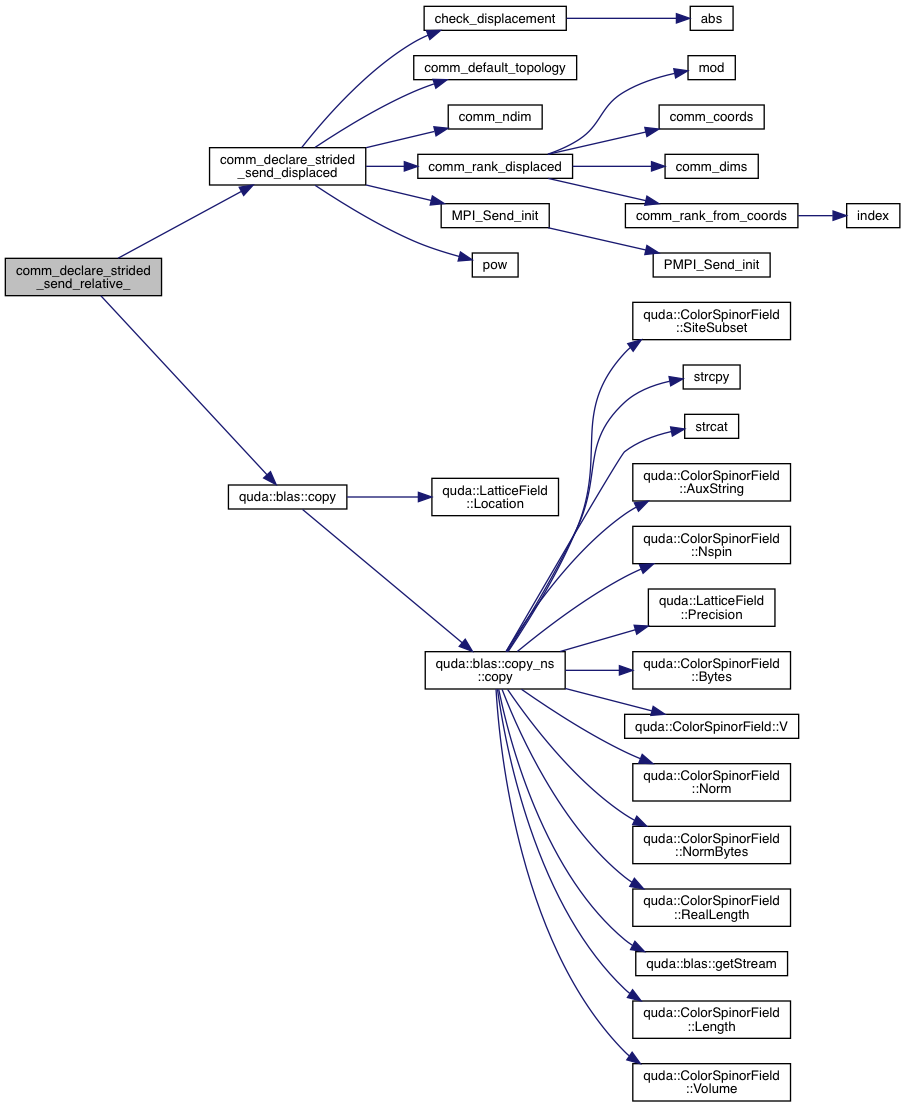 check_displacement
abs
comm_default_topology
mod
comm_ndim
comm_coords
comm_declare_strided
_send_displaced
comm_rank_displaced
comm_dims
MPI_Send_init
comm_rank_from_coords
index
pow
PMPI_Send_init
comm_declare_strided
_send_relative_
quda::ColorSpinorField
::SiteSubset
strcpy
strcat
quda::blas::copy
quda::LatticeField
::Location
quda::ColorSpinorField
::AuxString
quda::ColorSpinorField
::Nspin
quda::LatticeField
::Precision
quda::blas::copy_ns
::copy
quda::ColorSpinorField
::Bytes
quda::ColorSpinorField::V
quda::ColorSpinorField
::Norm
quda::ColorSpinorField
::NormBytes
quda::ColorSpinorField
::RealLength
quda::blas::getStream
quda::ColorSpinorField
::Length
quda::ColorSpinorField
::Volume